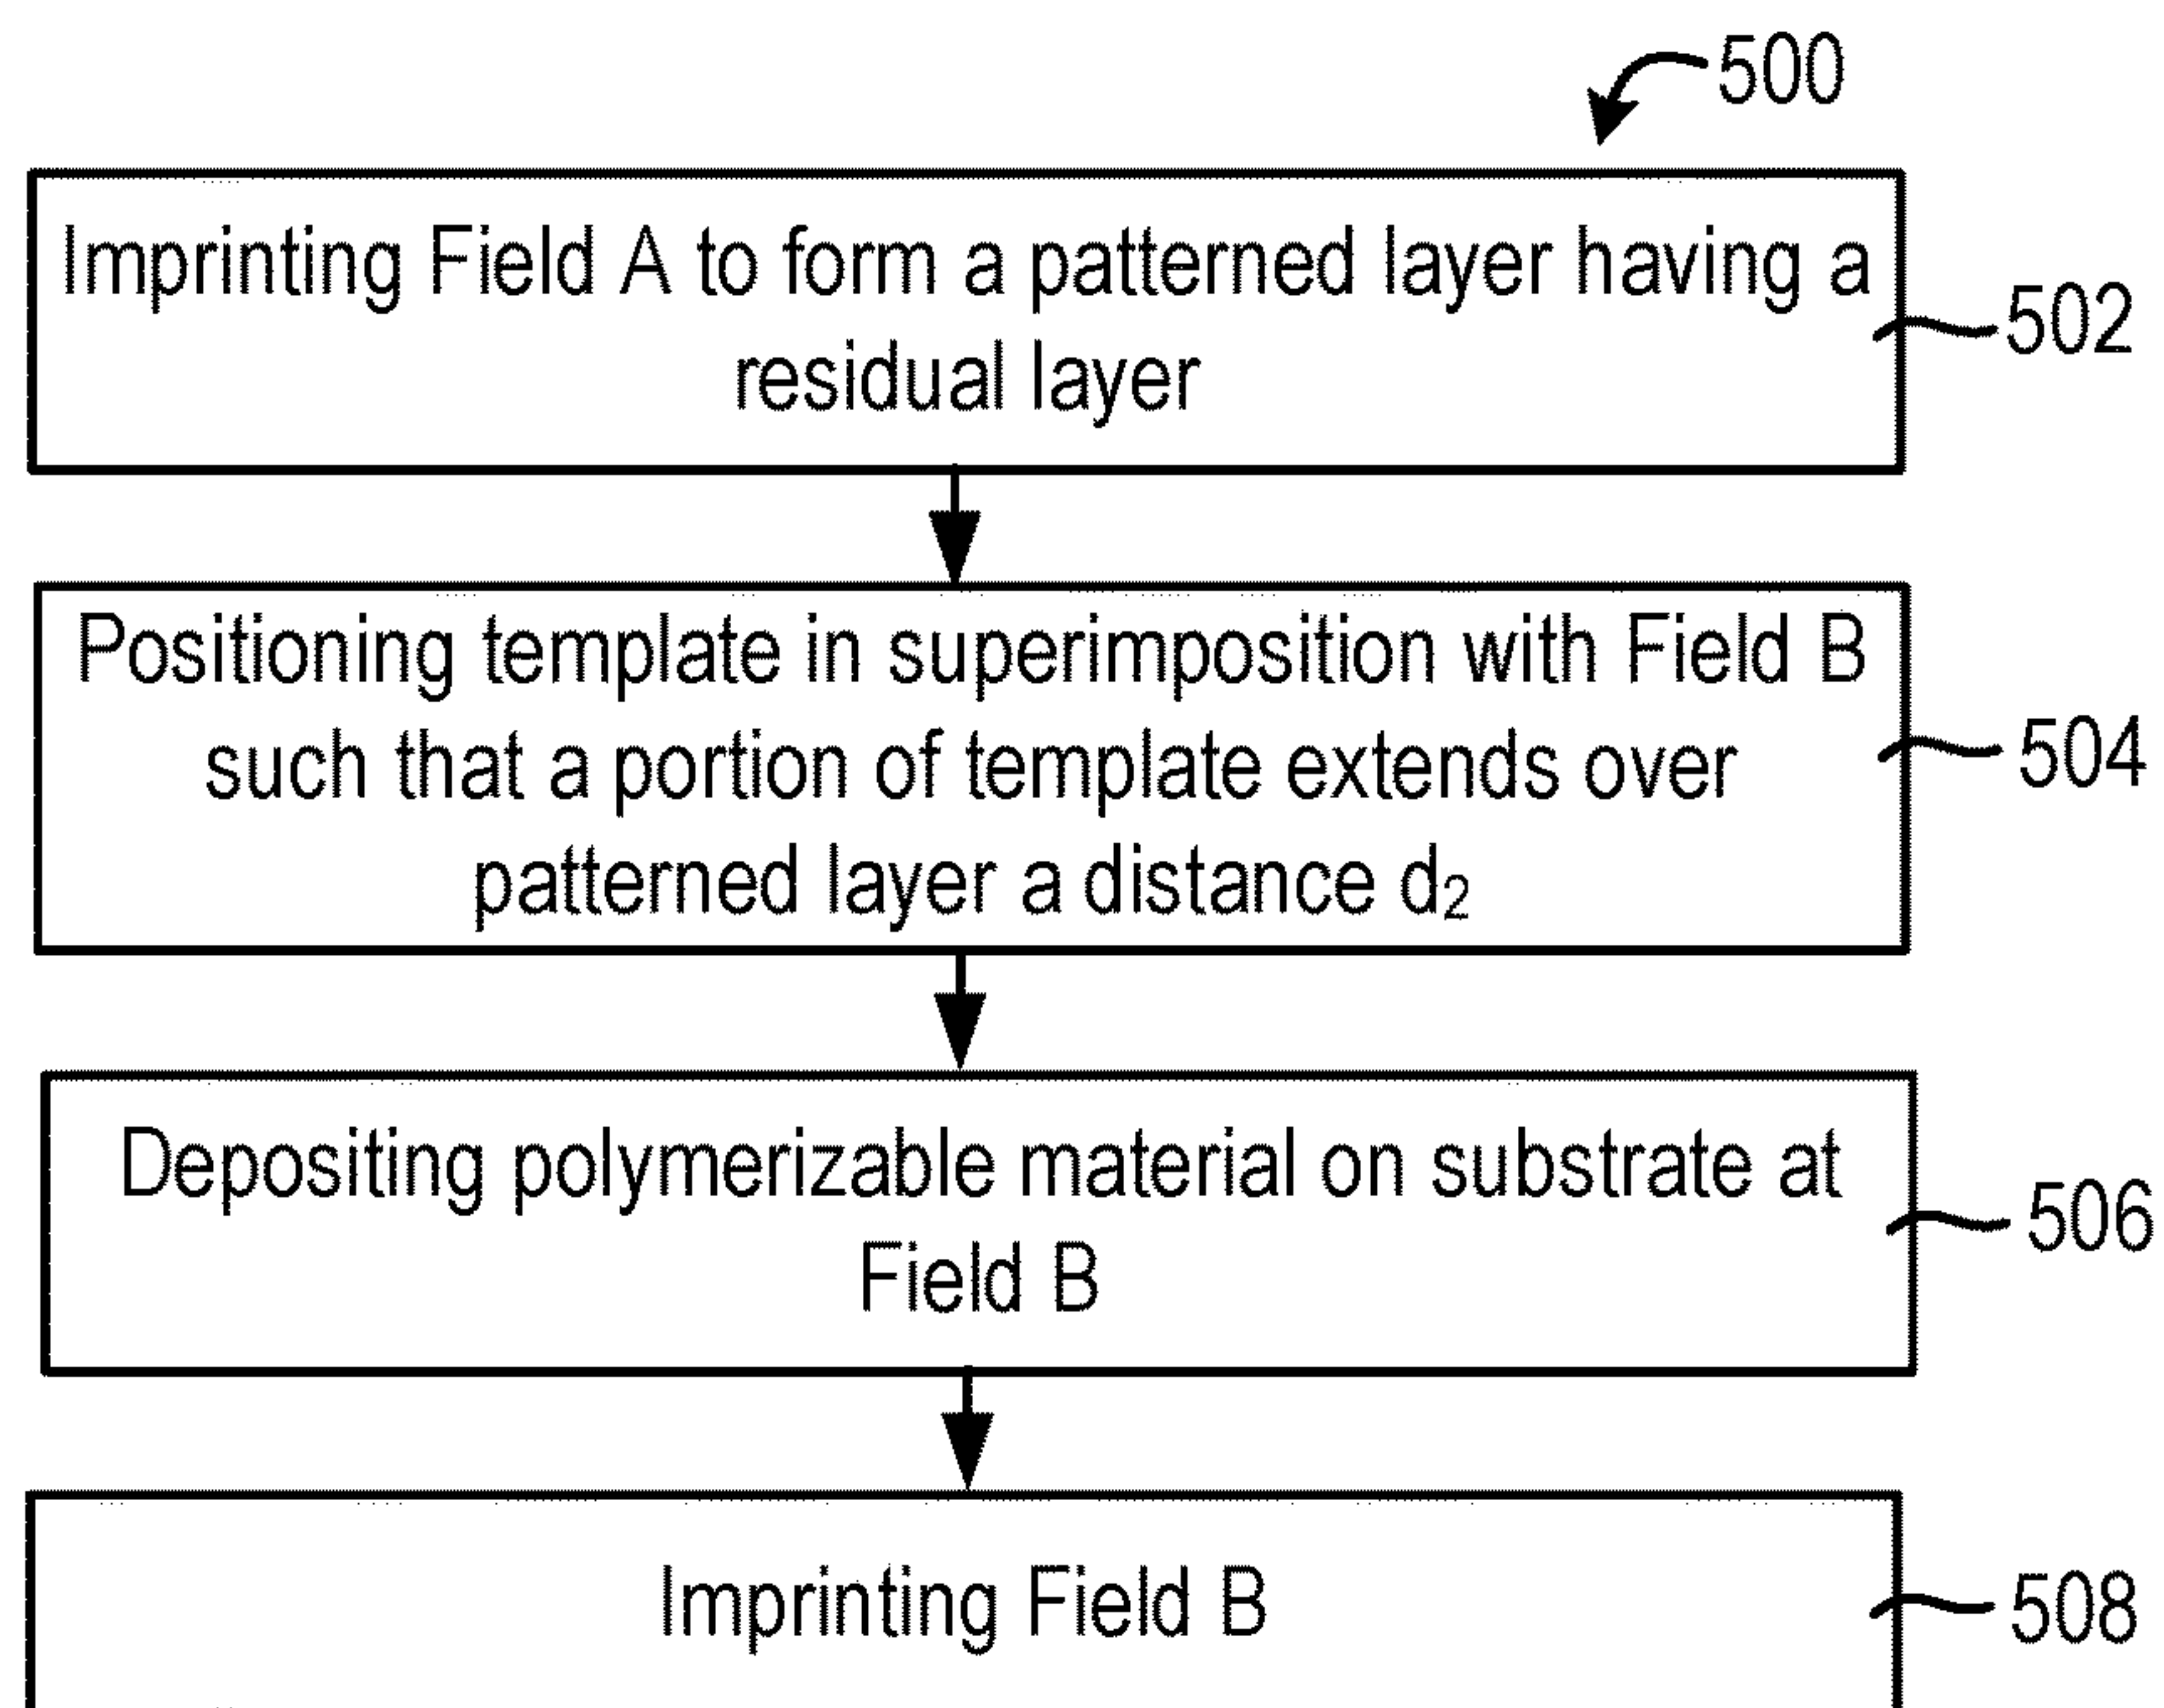 500
Imprinting Field A to form a patterned layer having a
residual layer
502
Positioning template in superimposition with Field B
such that a portion of template extends over
patterned layer a distance d₂
504
Depositing polymerizable material on substrate at
Field B
506
Imprinting Field B
508